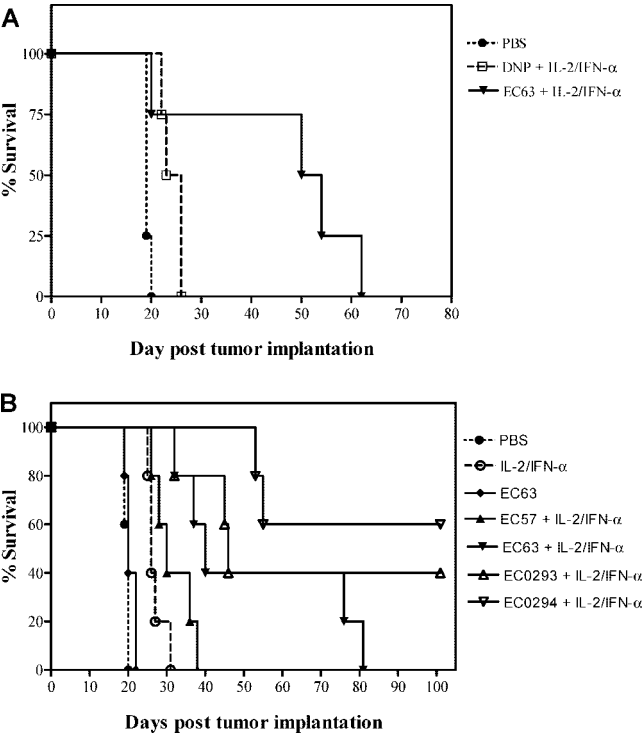 A
PBS
DNP + IL-2/IFN-α
EC63 + IL-2/IFN-α
100
75
50
25
0
% Survival
0 10 20 30 40 50 60 70 80
Day post tumor implantation
B
PBS
IL-2/IFN-α
EC63
EC57 + IL-2/IFN-α
EC63 + IL-2/IFN-α
EC0293 + IL-2/IFN-α
EC0294 + IL-2/IFN-α
100
80
60
40
20
0
% Survival
0 10 20 30 40 50 60 70 80 90 100
Days post tumor implantation